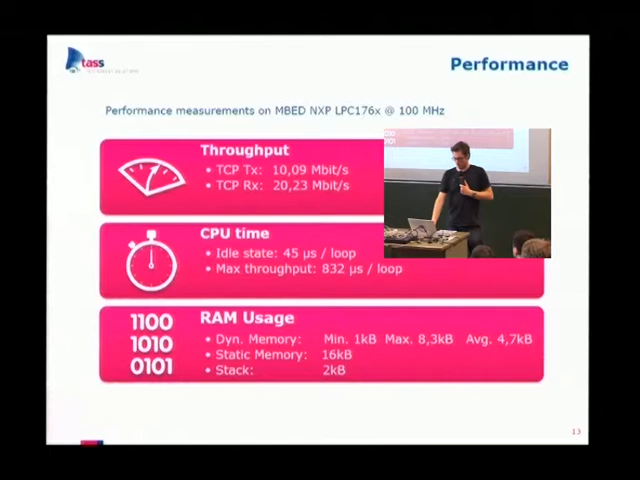 tass
Performance
Performance measurements on MBED NXP LPC176x @ 100 MHz
Throughput
• TCP Tx: 10,09 Mbit/s
• TCP Rx: 20,23 Mbit/s
CPU time
• Idle state: 45 µs / loop
• Max throughput: 832 µs / loop
1100
1010
0101
RAM Usage
• Dyn. Memory: Min. 1kB Max. 8,3kB Avg. 4,7kB
• Static Memory: 16kB
• Stack: 2kB
13